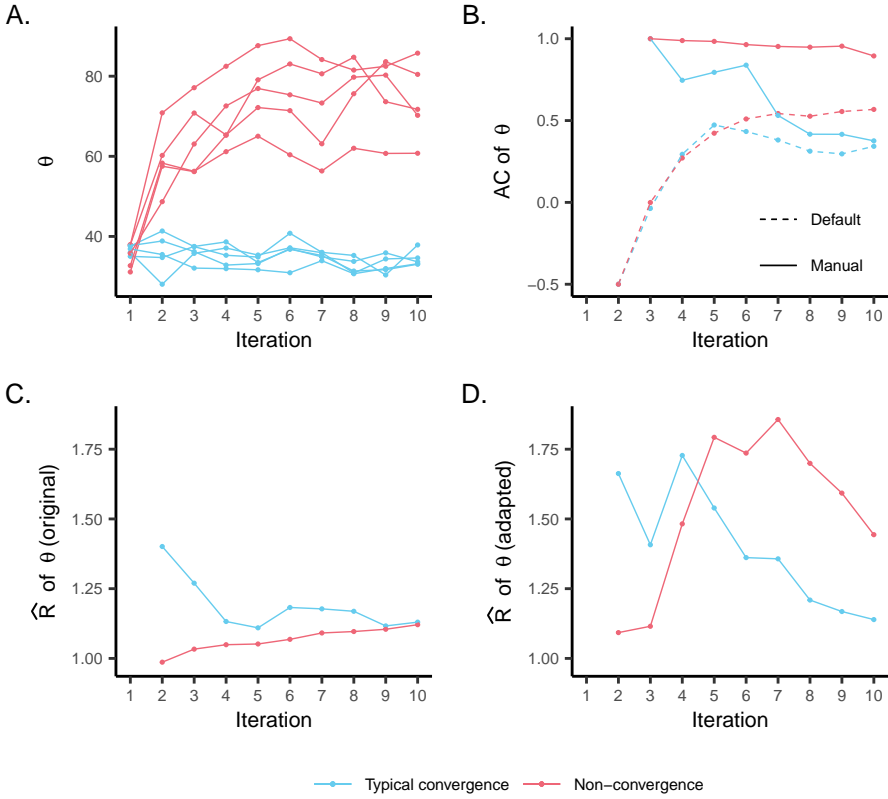 A.
θ
80
60
40
1 2 3 4 5 6 7 8 9 10
Iteration
B.
AC of θ
1.0
0.5
0.0
−0.5
Default
Manual
1 2 3 4 5 6 7 8 9 10
Iteration
C.
R̂ of θ (original)
1.75
1.50
1.25
1.00
1 2 3 4 5 6 7 8 9 10
Iteration
D.
R̂ of θ (adapted)
1.75
1.50
1.25
1.00
1 2 3 4 5 6 7 8 9 10
Iteration
Typical convergence Non−convergence